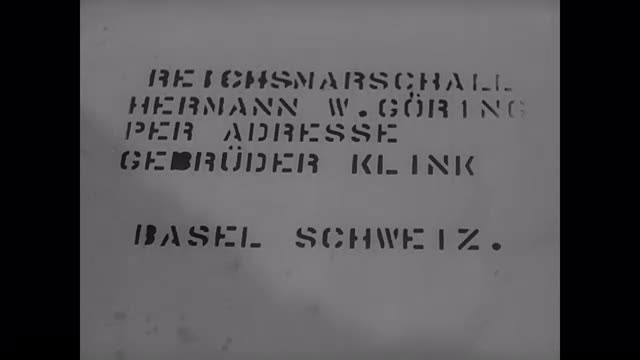 REICHSMARSCHALL
HERMANN W. GÖRING
PER ADRESSE
GEBRÜDER KLINK
BASEL SCHWEIZ.